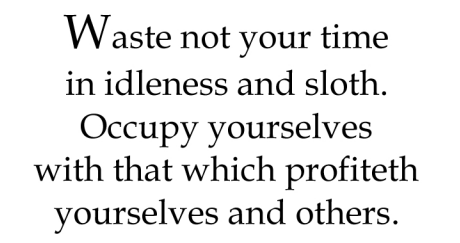 Waste not your time
in idleness and sloth.
Occupy yourselves
with that which profiteth
yourselves and others.